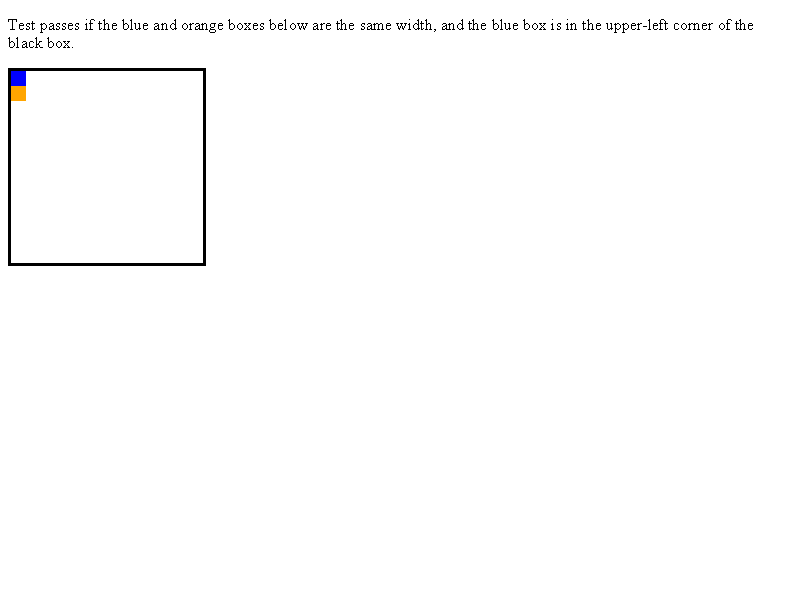 Test passes if the blue and orange boxes below are the same width, and the blue box is in the upper-left corner of the
black box.